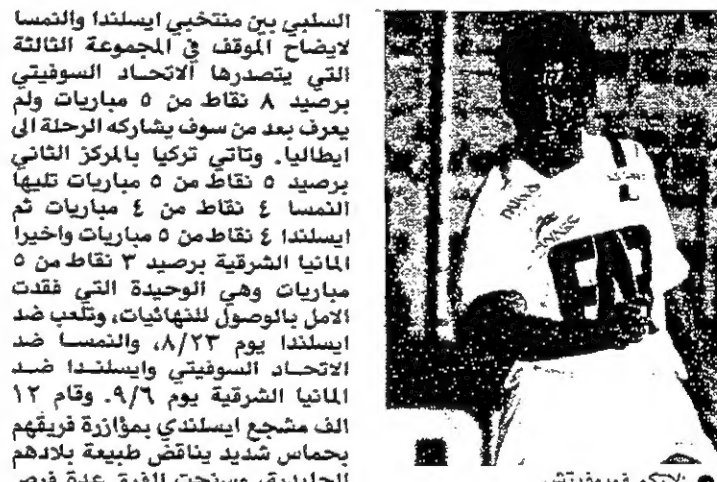 السلبي بين منتخبي ايسلندا والنمسا
لايضاح الموقف في المجموعة الثالثة
التي يتصدرها الاتحاد السوفيتي
برصيد ٨ نقاط من ٥ مباريات ولم
يعرف بعد من سوف يشاركه الرحلة الى
ايطاليا. وتاتي تركيا بالمركز الثاني
برصيد ٥ نقاط من ٥ مباريات تليها
النمسا ٤ نقاط من ٤ مباريات ثم
ايسلندا ٤ نقاط من ٥ مباريات واخيرا
المانيا الشرقية برصيد ٣ نقاط من ٥
مباريات وهي الوحيدة التي فقدت
الامل بالوصول للنهائيات، وتلعب ضد
ايسلندا يوم ٨/٢٣، والنمسا ضد
الاتحاد السوفيتي وايسلندا ضد
المانيا الشرقية يوم ٩/٦. وقام ١٢
الف مشجع ايسلندي بمؤازرة فريقهم
بحماس شديد يناقض طبيعة بلادهم
الجليدية، وسنحت للفرق عدة فرص